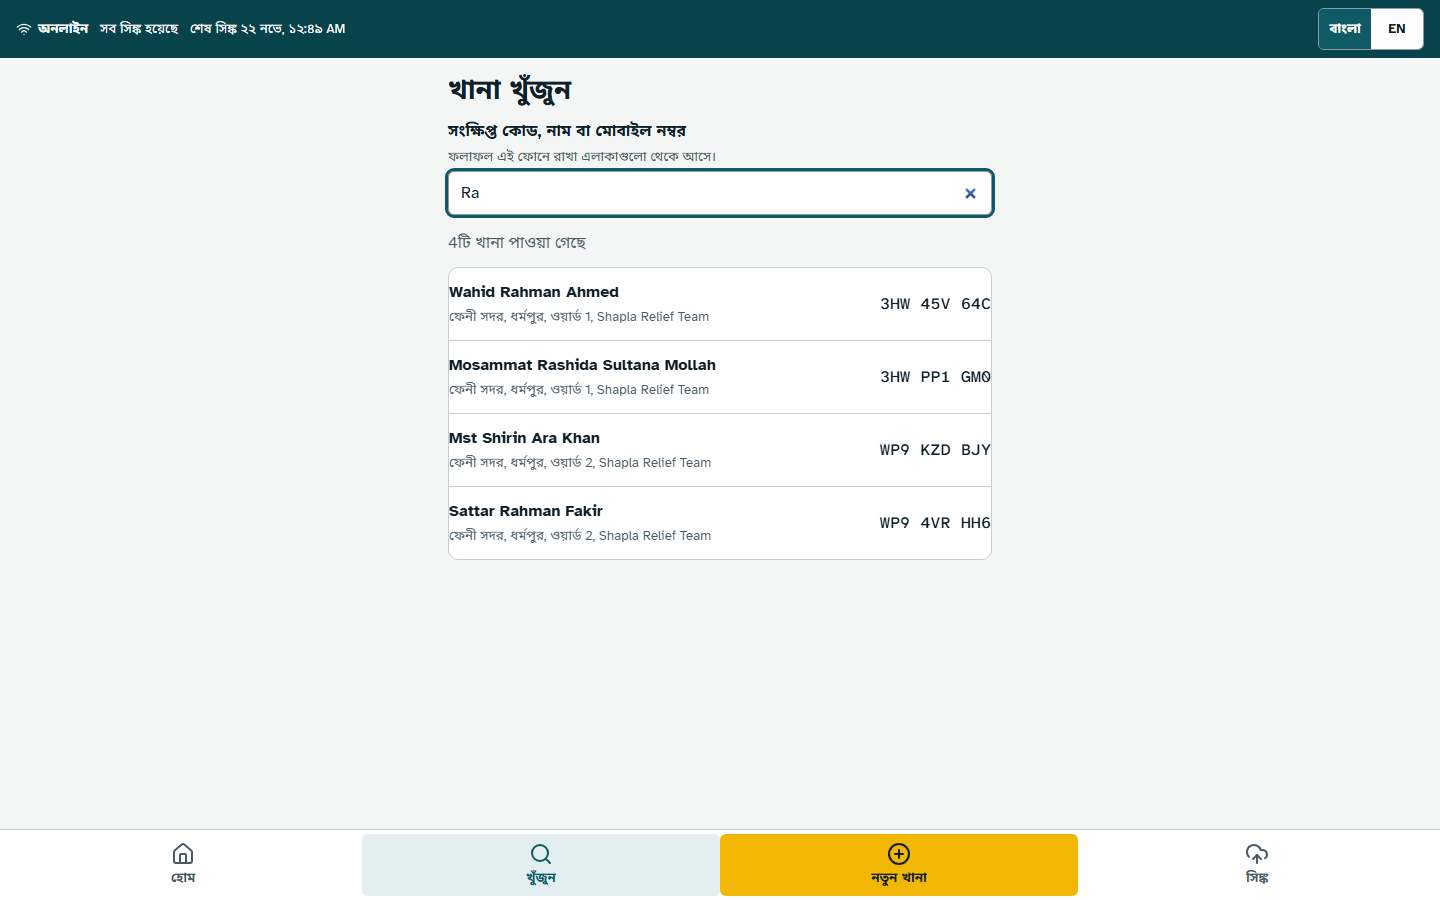 অনলাইন সব সিঙ্ক হয়েছে শেষ সিঙ্ক ২২ নভে, ১২:৪৯ AM
বাংলা EN
খানা খুঁজুন
সংক্ষিপ্ত কোড, নাম বা মোবাইল নম্বর
ফলাফল এই ফোনে রাখা এলাকাগুলো থেকে আসে।
Ra
4টি খানা পাওয়া গেছে
Wahid Rahman Ahmed
ফেনী সদর, ধর্মপুর, ওয়ার্ড 1, Shapla Relief Team
3HW 45V 64C
Mosammat Rashida Sultana Mollah
ফেনী সদর, ধর্মপুর, ওয়ার্ড 1, Shapla Relief Team
3HW PP1 GM0
Mst Shirin Ara Khan
ফেনী সদর, ধর্মপুর, ওয়ার্ড 2, Shapla Relief Team
WP9 KZD BJY
Sattar Rahman Fakir
ফেনী সদর, ধর্মপুর, ওয়ার্ড 2, Shapla Relief Team
WP9 4VR HH6
হোম
খুঁজুন
নতুন খানা
সিঙ্ক